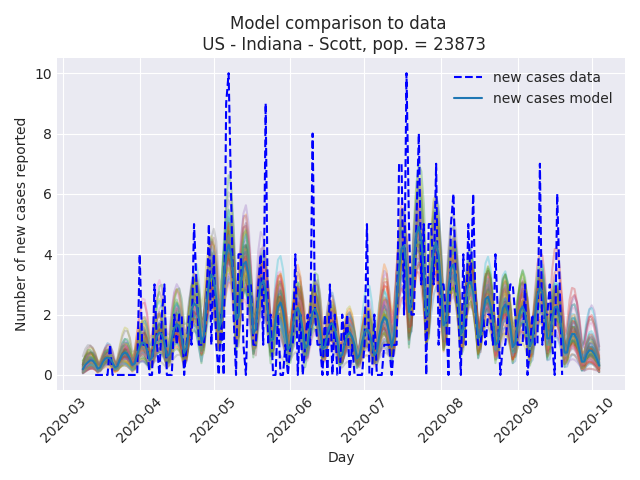 Model comparison to data
US - Indiana - Scott, pop. = 23873
new cases data
new cases model
Number of new cases reported
10
8
6
4
2
0
2020-03
2020-04
2020-05
2020-06
2020-07
2020-08
2020-09
2020-10
Day